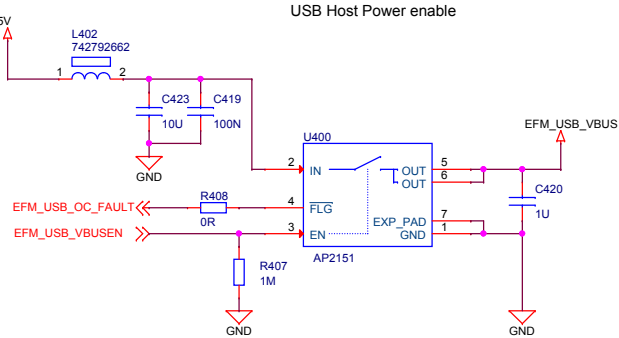 USB Host Power enable
5V
L402
742792662
1
2
C423
10U
C419
100N
GND
U400
EFM_USB_VBUS
2
IN
OUT
5
OUT
6
EFM_USB_OC_FAULT
R408
0R
4
FLG
EXP_PAD
7
EFM_USB_VBUSEN
3
EN
GND
1
C420
1U
AP2151
R407
1M
GND
GND